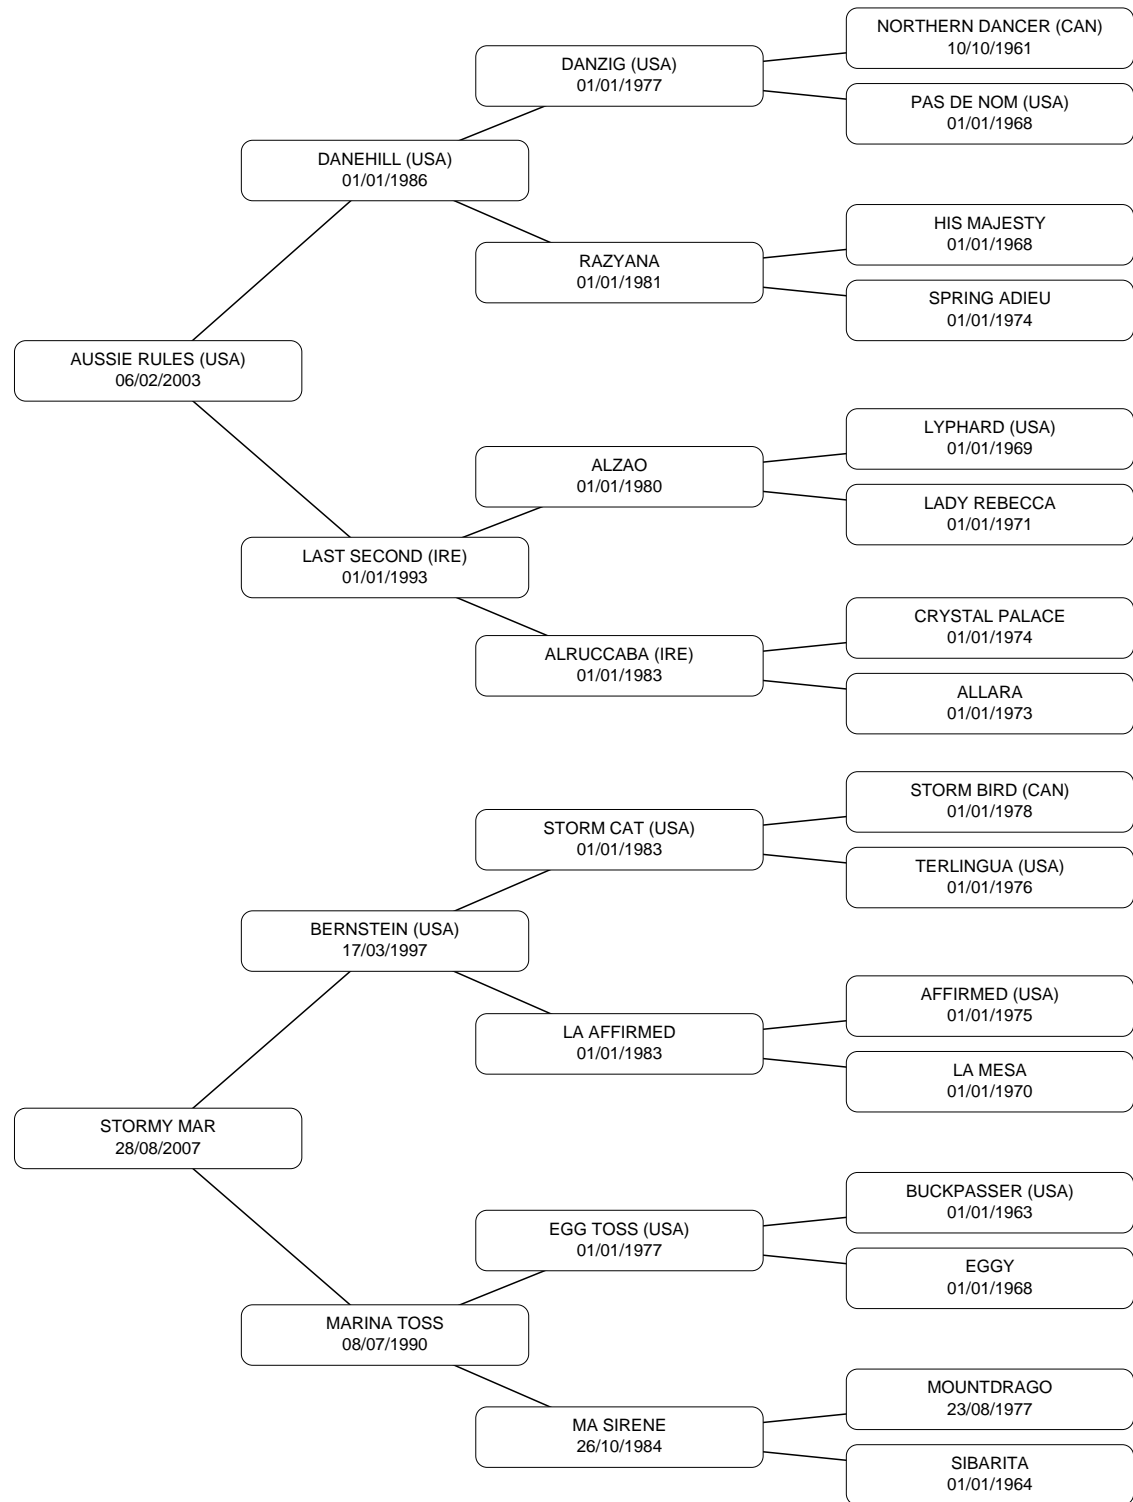 NORTHERN DANCER (CAN)
10/10/1961
DANZIG (USA)
01/01/1977
PAS DE NOM (USA)
01/01/1968
DANEHILL (USA)
01/01/1986
HIS MAJESTY
01/01/1968
RAZYANA
01/01/1981
SPRING ADIEU
01/01/1974
AUSSIE RULES (USA)
06/02/2003
LYPHARD (USA)
01/01/1969
ALZAO
01/01/1980
LADY REBECCA
01/01/1971
LAST SECOND (IRE)
01/01/1993
CRYSTAL PALACE
01/01/1974
ALRUCCABA (IRE)
01/01/1983
ALLARA
01/01/1973
STORM BIRD (CAN)
01/01/1978
STORM CAT (USA)
01/01/1983
TERLINGUA (USA)
01/01/1976
BERNSTEIN (USA)
17/03/1997
AFFIRMED (USA)
01/01/1975
LA AFFIRMED
01/01/1983
LA MESA
01/01/1970
STORMY MAR
28/08/2007
BUCKPASSER (USA)
01/01/1963
EGG TOSS (USA)
01/01/1977
EGGY
01/01/1968
MARINA TOSS
08/07/1990
MOUNTDRAGO
23/08/1977
MA SIRENE
26/10/1984
SIBARITA
01/01/1964